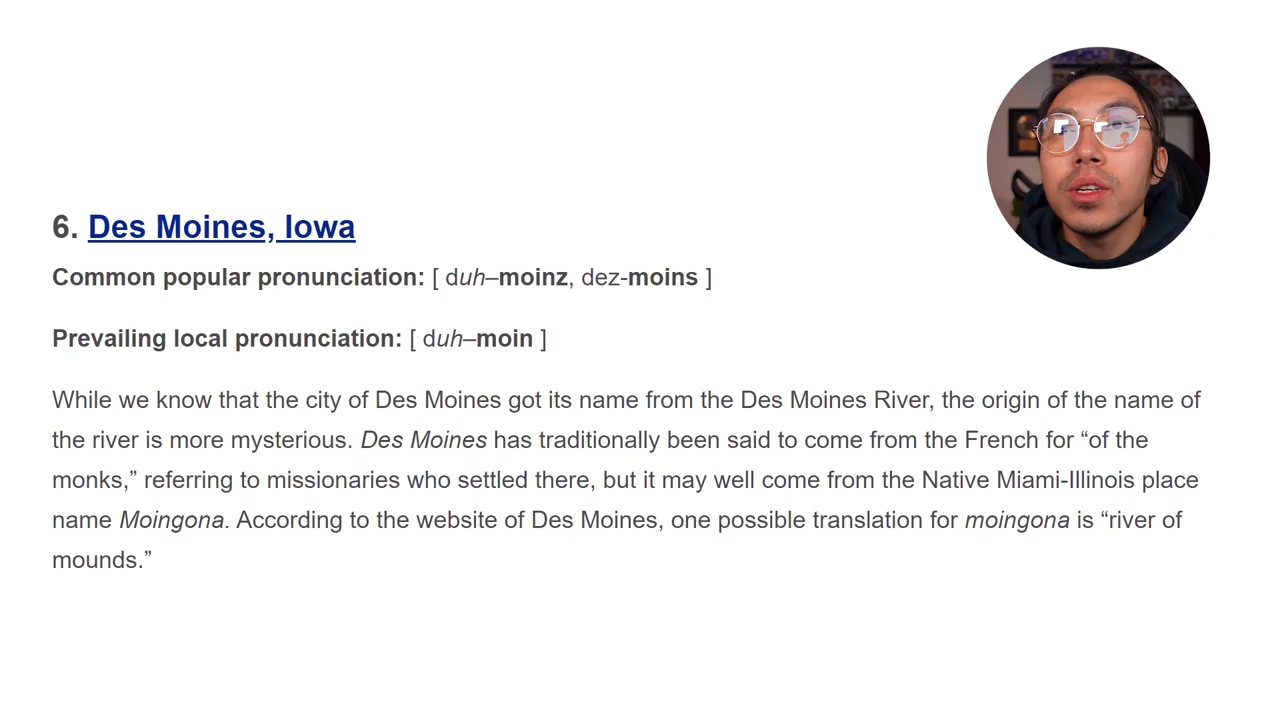 6. Des Moines, Iowa
Common popular pronunciation: [ duh–moinz, dez-moins ]
Prevailing local pronunciation: [ duh–moin ]
While we know that the city of Des Moines got its name from the Des Moines River, the origin of the name of
the river is more mysterious. Des Moines has traditionally been said to come from the French for “of the
monks,” referring to missionaries who settled there, but it may well come from the Native Miami-Illinois place
name Moingona. According to the website of Des Moines, one possible translation for moingona is “river of
mounds.”